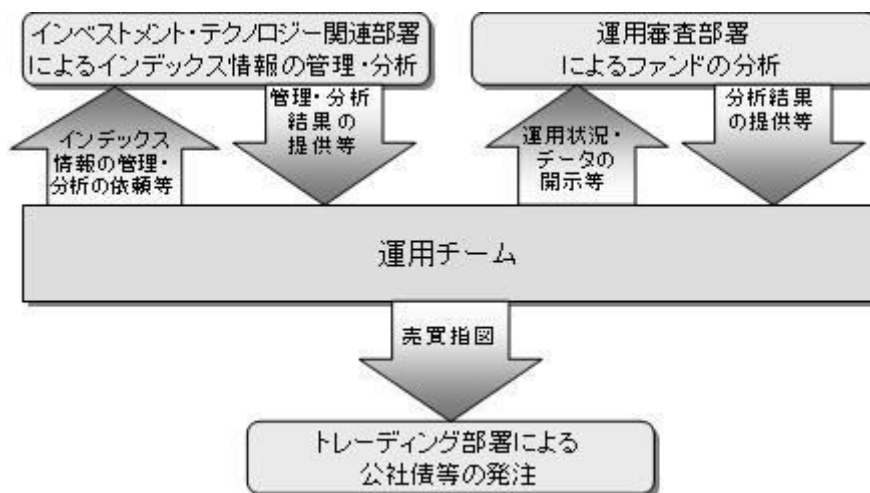 インベストメント・テクノロジー関連部署
によるインデックス情報の管理・分析
運用審査部署
によるファンドの分析
インデックス
情報の管理・
分析の依頼等
管理・分析
結果の
提供等
運用状況・
データの
開示等
分析結果
の提供等
運用チーム
売買指図
トレーディング部署による
公社債等の発注